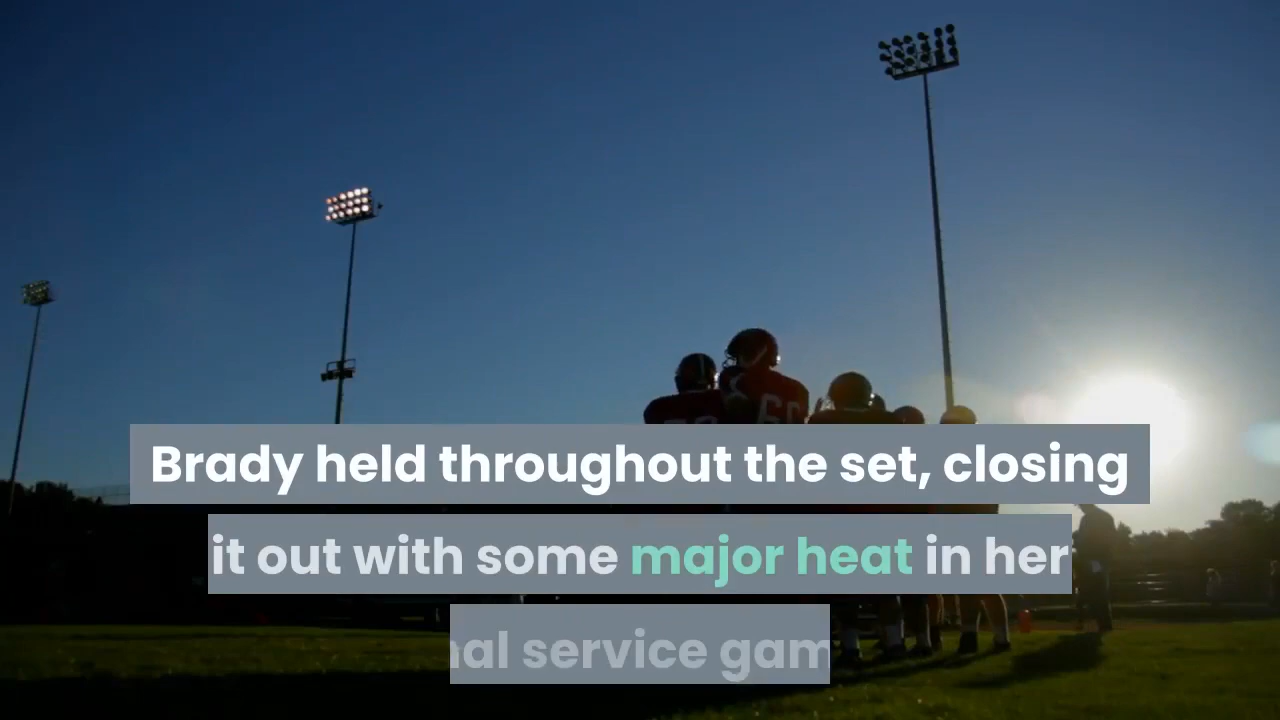 Brady held throughout the set, closing
it out with some major heat in her
service